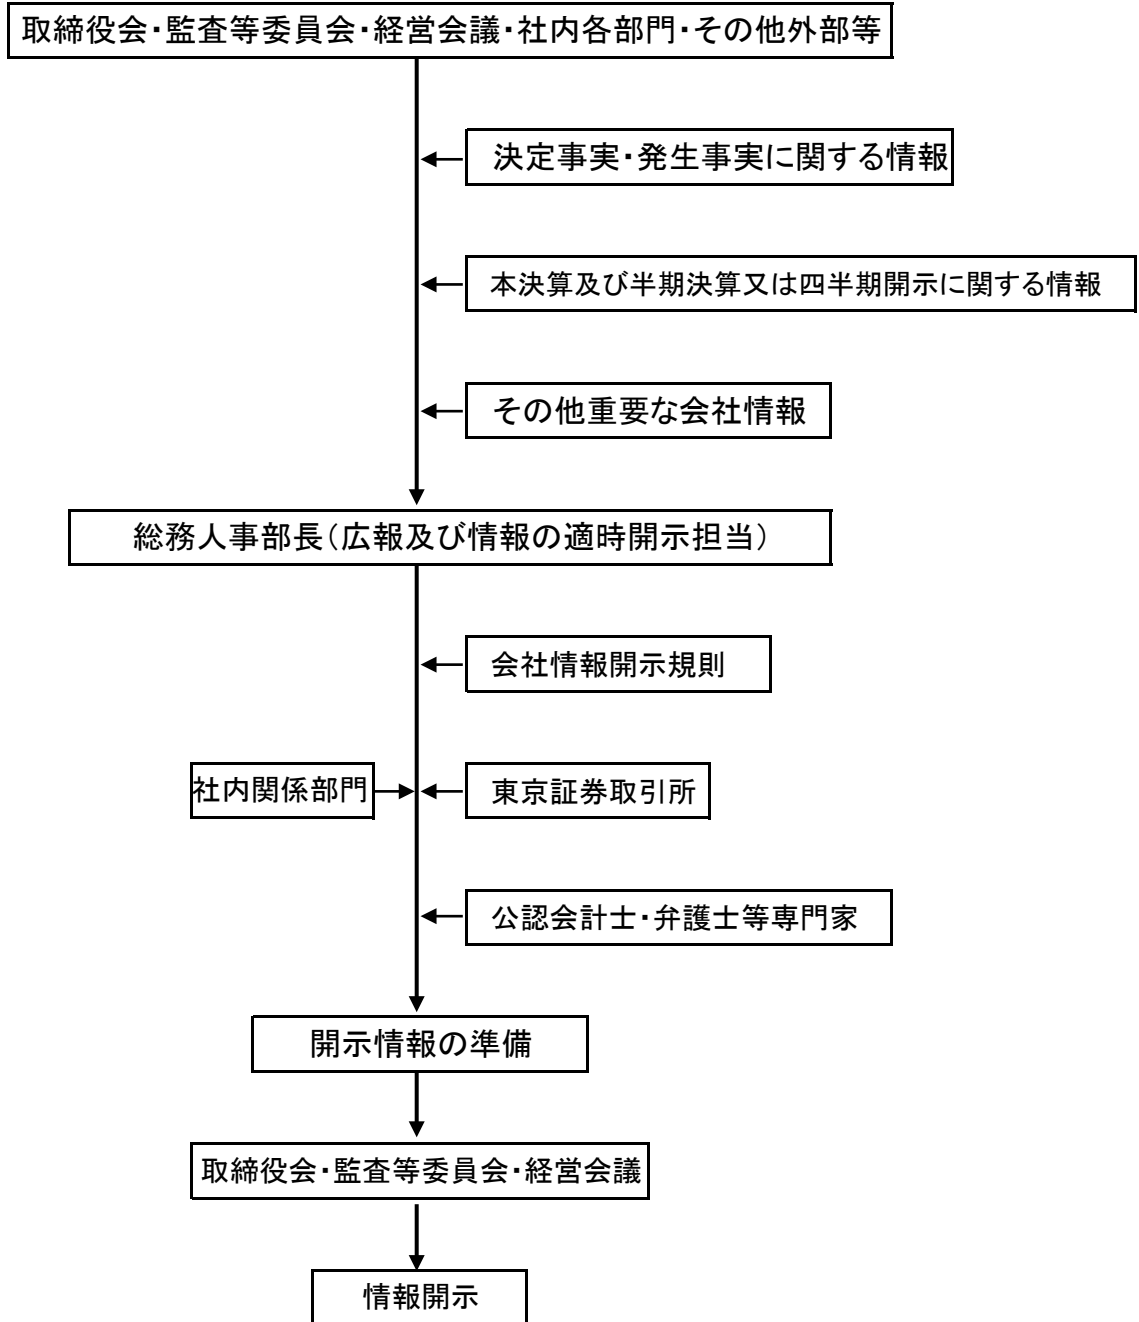 取締役会・監査等委員会・経営会議・社内各部門・その他外部等
決定事実・発生事実に関する情報
本決算及び半期決算又は四半期開示に関する情報
その他重要な会社情報
総務人事部長（広報及び情報の適時開示担当）
会社情報開示規則
社内関係部門
東京証券取引所
公認会計士・弁護士等専門家
開示情報の準備
取締役会・監査等委員会・経営会議
情報開示